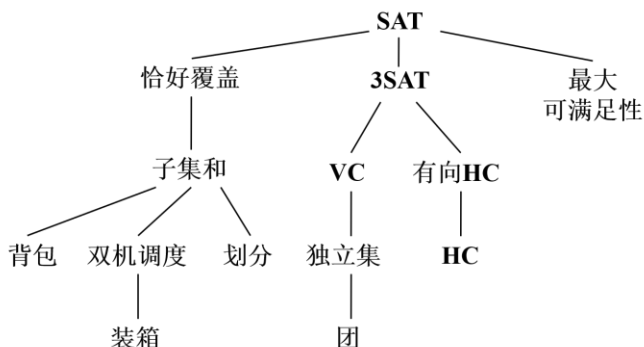 SAT
恰好覆盖
3SAT
最大
可满足性
子集和
VC
有向HC
背包
双机调度
划分
独立集
HC
装箱
团